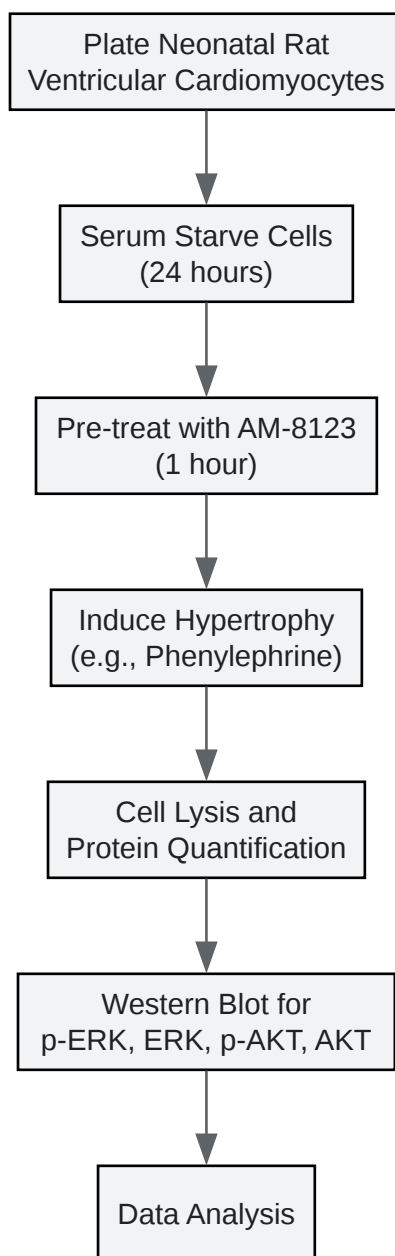 Plate Neonatal Rat
Ventricular Cardiomyocytes
Serum Starve Cells
(24 hours)
Pre-treat with AM-8123
(1 hour)
Induce Hypertrophy
(e.g., Phenylephrine)
Cell Lysis and
Protein Quantification
Western Blot for
p-ERK, ERK, p-AKT, AKT
Data Analysis